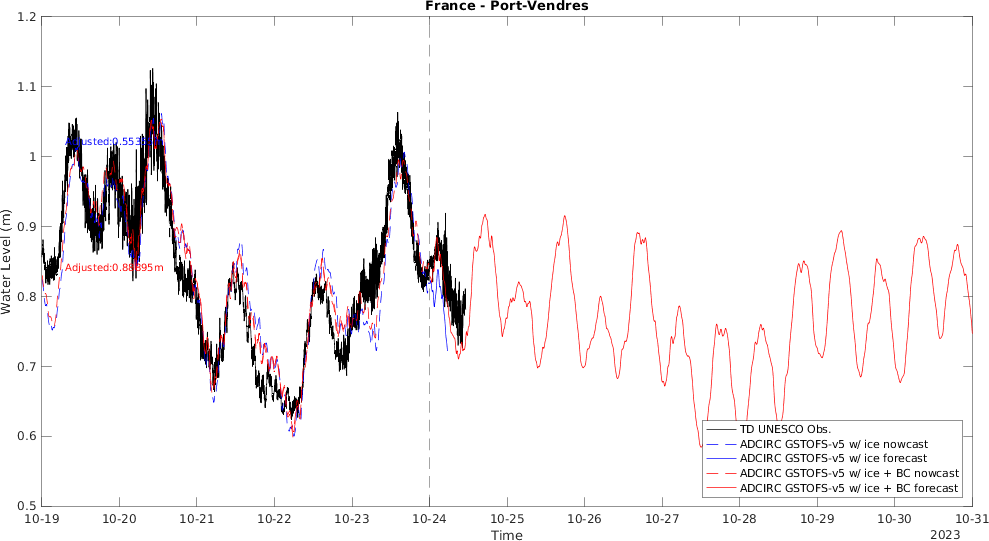 France - Port-Vendres
Water Level (m)
1.2
1.1
1
0.9
0.8
0.7
0.6
0.5
Adjusted:0.553
Adjusted:0.88895m
TD UNESCO Obs.
ADCIRC GSTOFS-v5 w/ ice nowcast
ADCIRC GSTOFS-v5 w/ ice forecast
ADCIRC GSTOFS-v5 w/ ice + BC nowcast
ADCIRC GSTOFS-v5 w/ ice + BC forecast
10-19 10-20 10-21 10-22 10-23 10-24 10-25 10-26 10-27 10-28 10-29 10-30 10-31
Time
2023